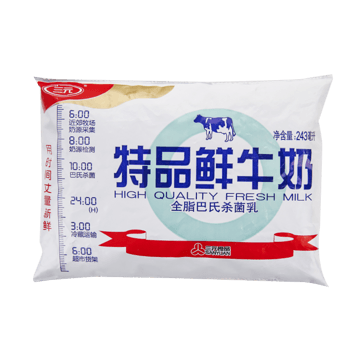 三元
6:00
近郊牧场
奶源采集
8:00
奶源检测
10:00
巴氏杀菌
24:00
(H)
3:00
冷藏运输
6:00
超市货架
用时间丈量新鲜
净含量:243毫升
特品鲜牛奶
HIGH QUALITY FRESH MILK
全脂巴氏杀菌乳
SANYUAN